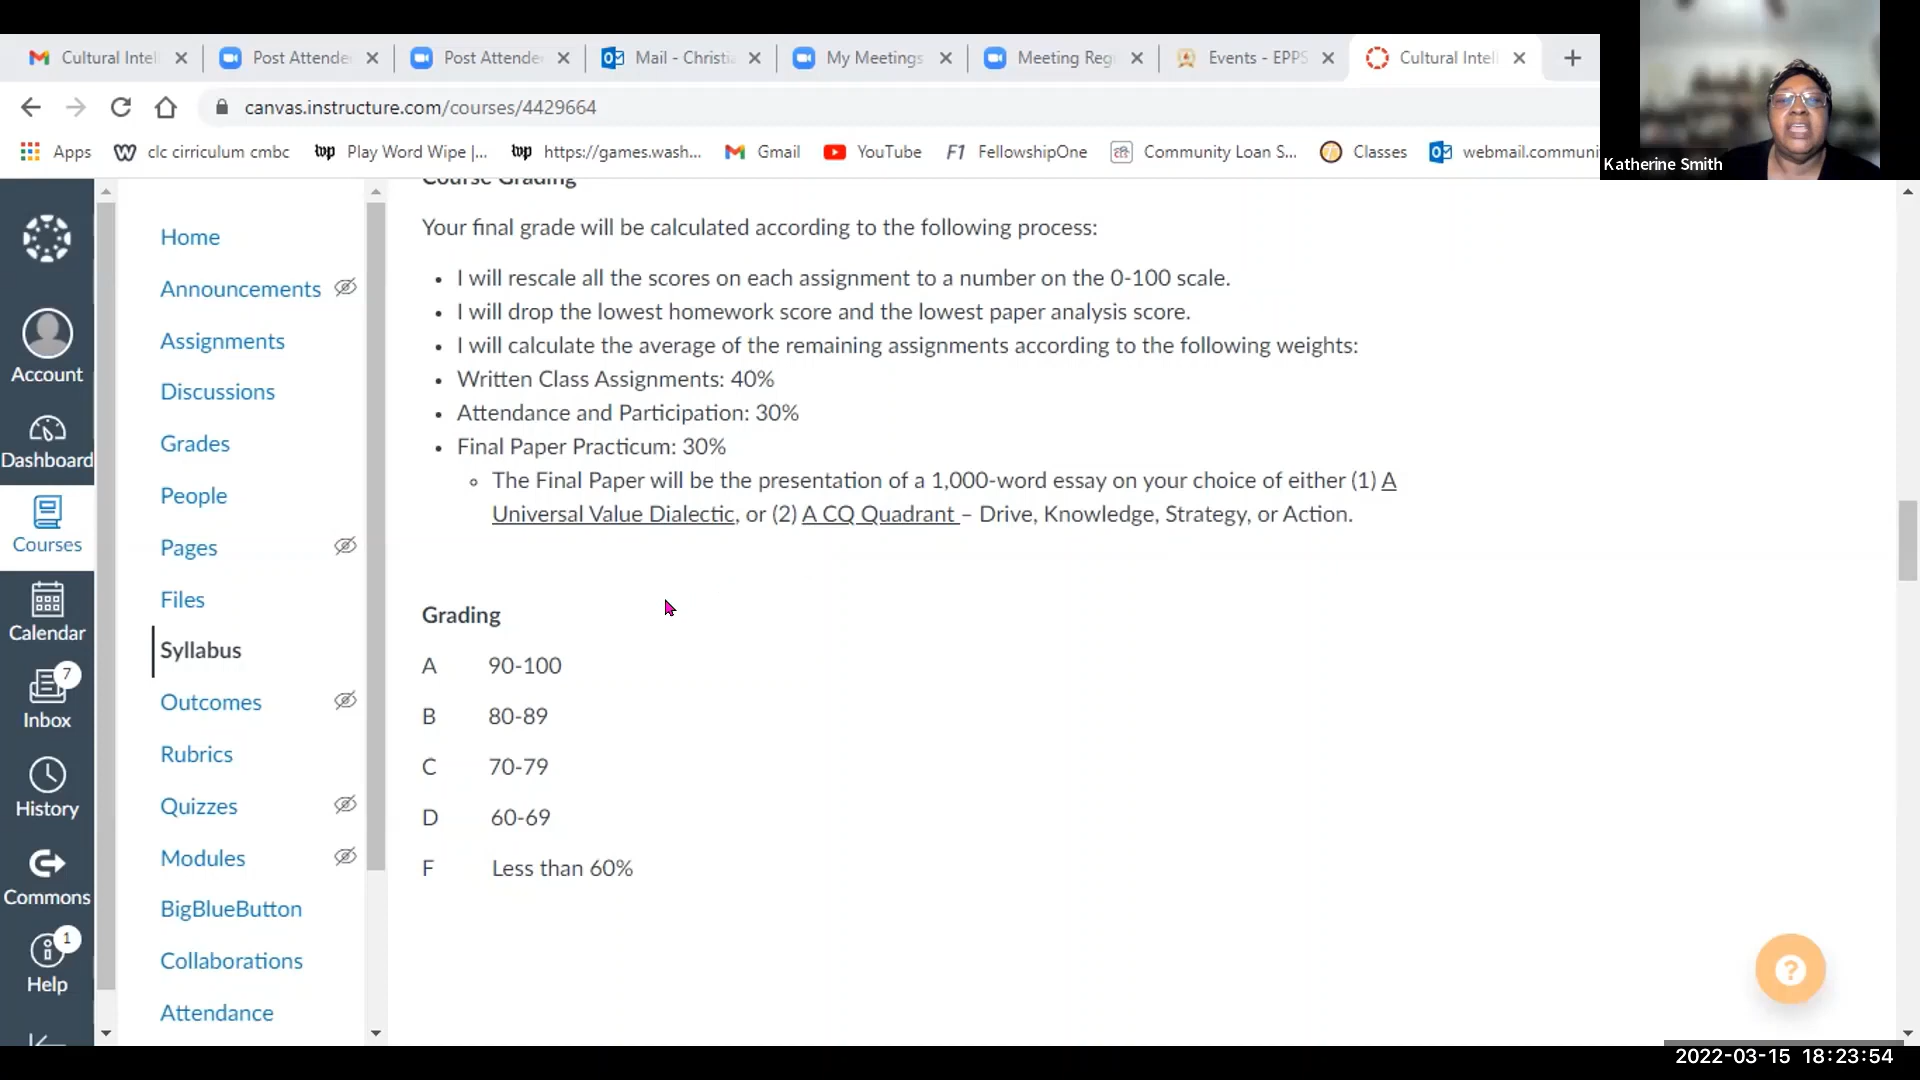 Cultural Intell
Post Attende
Post Attende
Mail - Christia
My Meetings
Meeting Reg
Events - EPPS
Cultural Intell
canvas.instructure.com/courses/4429664
Apps
clc cirriculum cmbc
wp
Play Word Wipe |...
wp
https://games.wash...
Gmail
YouTube
F1
FellowshipOne
Community Loan S...
Classes
webmail.communi
Katherine Smith
Account
Dashboard
Courses
Calendar
7
Inbox
History
Commons
1
Help
Home
Announcements
Assignments
Discussions
Grades
People
Pages
Files
Syllabus
Outcomes
Rubrics
Quizzes
Modules
BigBlueButton
Collaborations
Attendance
Course Grading
Your final grade will be calculated according to the following process:
• I will rescale all the scores on each assignment to a number on the 0-100 scale.
• I will drop the lowest homework score and the lowest paper analysis score.
• I will calculate the average of the remaining assignments according to the following weights:
• Written Class Assignments: 40%
• Attendance and Participation: 30%
• Final Paper Practicum: 30%
◦ The Final Paper will be the presentation of a 1,000-word essay on your choice of either (1) A
Universal Value Dialectic, or (2) A CQ Quadrant – Drive, Knowledge, Strategy, or Action.
Grading
A 90-100
B 80-89
C 70-79
D 60-69
F Less than 60%
?
2022-03-15 18:23:54